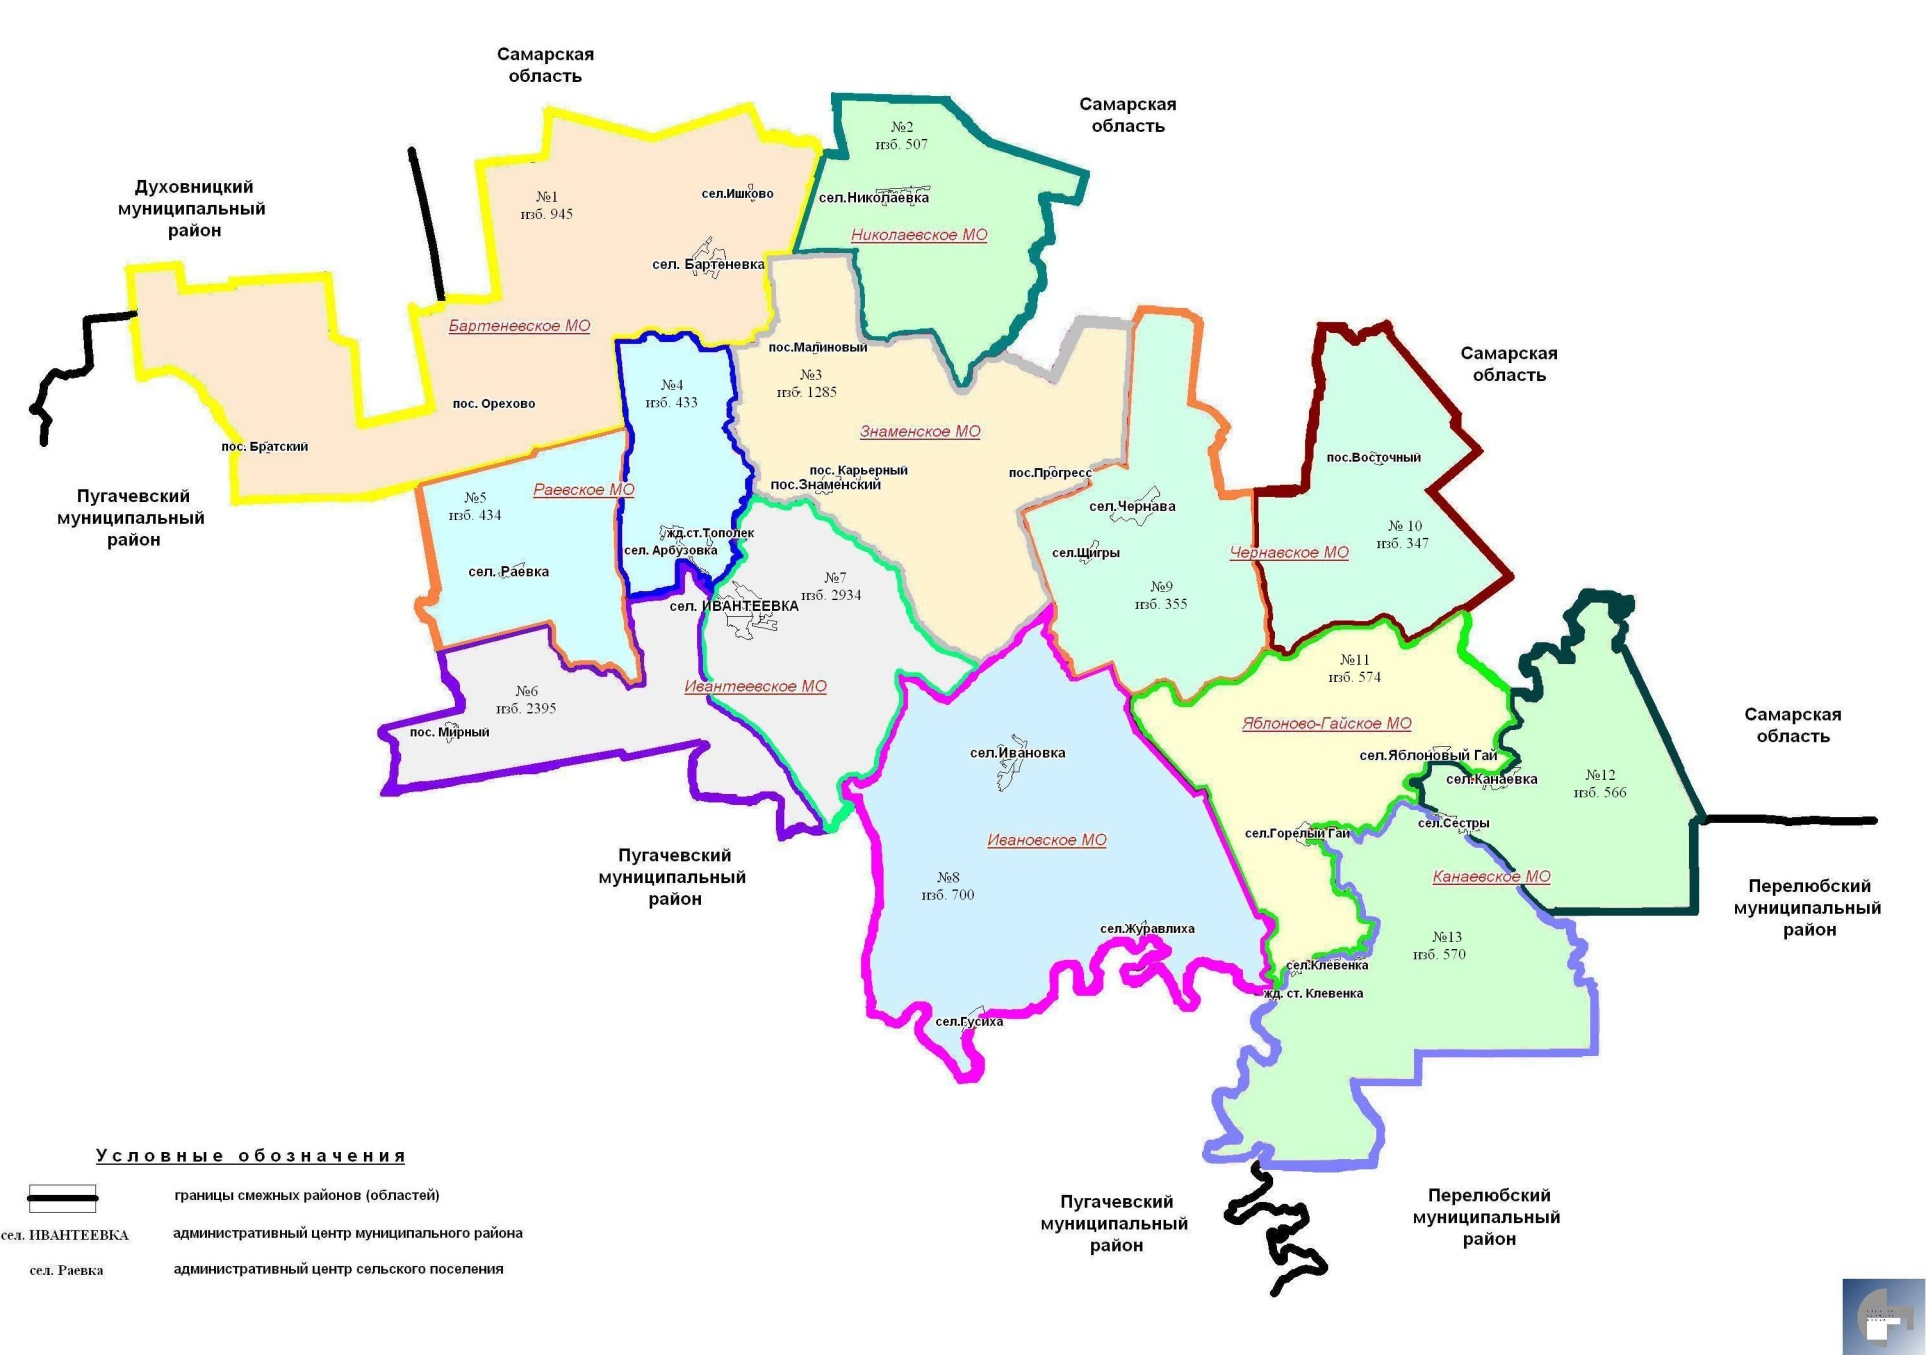 Самарская
область
Самарская
область
Духовницкий
муниципальный
район
№1
изб. 945
сел.Ишково
сел. Бартеневка
Бартеневское МО
пос. Орехово
пос. Братский
№2
изб. 507
сел.Николаевка
Николаевское МО
пос.Малиновый
№3
изб. 1285
Знаменское МО
пос. Карьерный
пос.Знаменский
пос.Прогресс
№4
изб. 433
Раевское МО
№5
изб. 434
сел. Раевка
жд.ст.Тополек
сел. Арбузовка
Пугачевский
муниципальный
район
сел. ИВАНТЕЕВКА
№7
изб. 2934
Ивантеевское МО
№6
изб. 2395
пос. Мирный
сел.Чернава
сел.Щигры
Чернавское МО
№9
изб. 355
Самарская
область
пос.Восточный
№ 10
изб. 347
№11
изб. 574
Яблоново-Гайское МО
сел.Яблоновый Гай
сел.Канаевка
№12
изб. 566
Самарская
область
сел.Сестры
сел.Горелый Гай
Канаевское МО
№13
изб. 570
сел.Клевенка
жд. ст. Клевенка
сел.Ивановка
Ивановское МО
№8
изб. 700
сел.Журавлиха
сел.Гусиха
Пугачевский
муниципальный
район
Перелюбский
муниципальный
район
Пугачевский
муниципальный
район
Перелюбский
муниципальный
район
Условные обозначения
границы смежных районов (областей)
сел. ИВАНТЕЕВКА административный центр муниципального района
сел. Раевка административный центр сельского поселения